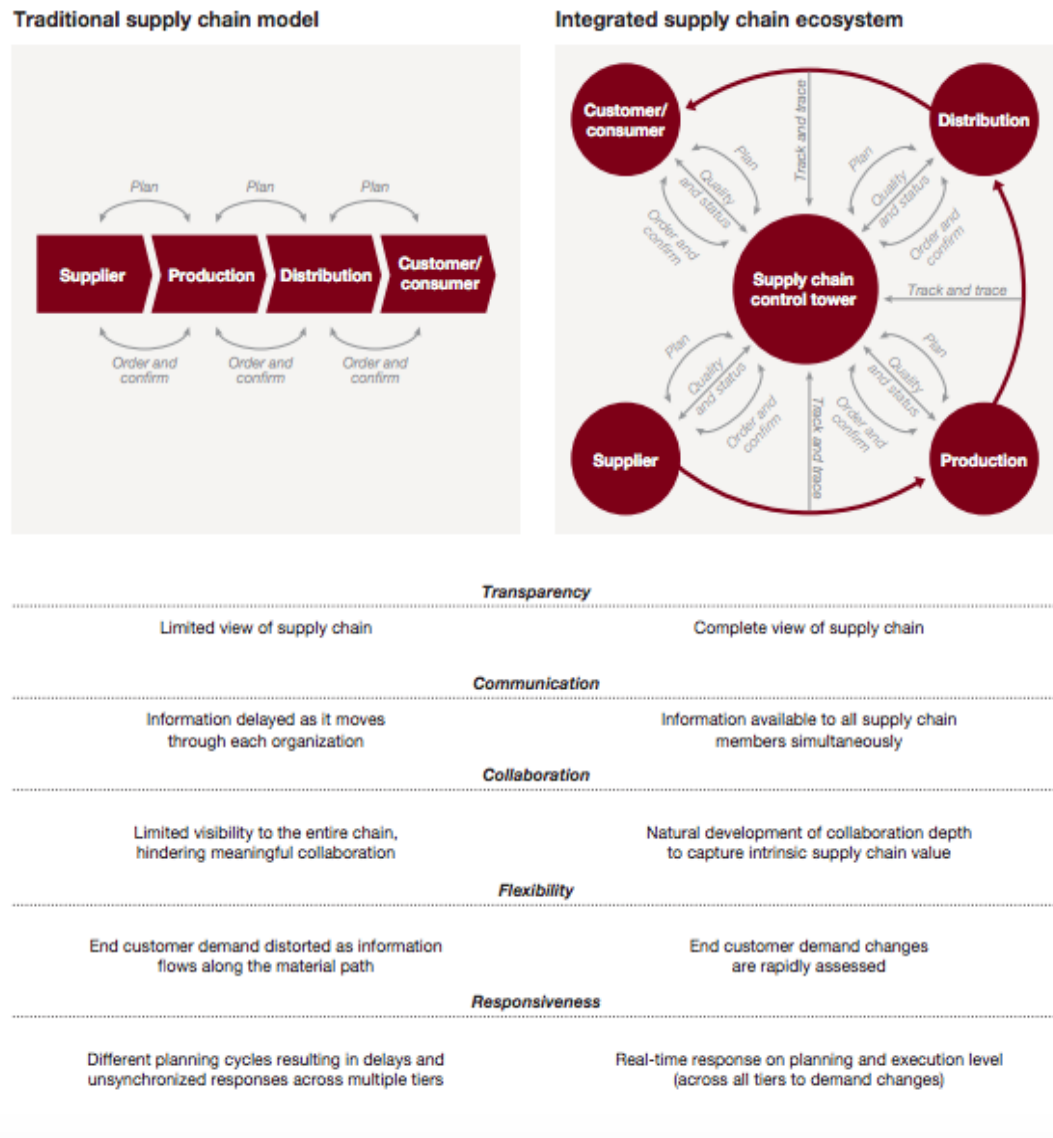 Traditional supply chain model
Plan
Plan
Plan
Supplier
Production
Distribution
Customer/
consumer
Order and
confirm
Order and
confirm
Order and
confirm
Integrated supply chain ecosystem
Customer/
consumer
Distribution
Track and trace
Plan
Quality
and status
Order and
confirm
Plan
Quality
and status
Order and
confirm
Supply chain
control tower
Track and trace
Plan
Quality
and status
Order and
confirm
Track and trace
Plan
Quality
and status
Order and
confirm
Supplier
Production
Transparency
Limited view of supply chain
Complete view of supply chain
Communication
Information delayed as it moves
through each organization
Information available to all supply chain
members simultaneously
Collaboration
Limited visibility to the entire chain,
hindering meaningful collaboration
Natural development of collaboration depth
to capture intrinsic supply chain value
Flexibility
End customer demand distorted as information
flows along the material path
End customer demand changes
are rapidly assessed
Responsiveness
Different planning cycles resulting in delays and
unsynchronized responses across multiple tiers
Real-time response on planning and execution level
(across all tiers to demand changes)